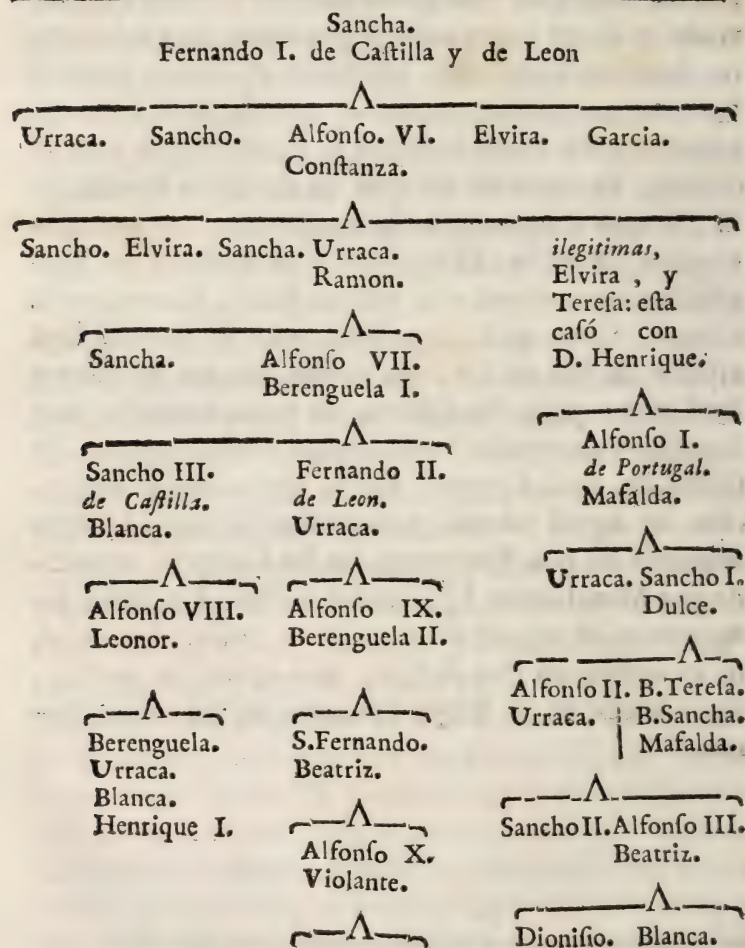 Sancha.
Fernando I. de Caſtilla y de Leon
Urraca. Sancho. Alfonſo. VI. Elvira. Garcia.
Conſtanza.
Sancho. Elvira. Sancha. Urraca.
Ramon.
ilegitimas,
Elvira , y
Tereſa: eſta
caſó con
D. Henrique.
Sancha. Alfonſo VII.
Berenguela I.
Alfonſo I.
de Portugal.
Mafalda.
Sancho III.
de Caſtilla.
Blanca.
Fernando II.
de Leon.
Urraca.
Urraca. Sancho I.
Dulce.
Alfonſo VIII.
Leonor.
Alfonſo IX.
Berenguela II.
Alfonſo II. B.Tereſa.
Urraca. B.Sancha.
Mafalda.
Berenguela.
Urraca.
Blanca.
Henrique I.
S.Fernando.
Beatriz.
Sancho II. Alfonſo III.
Beatriz.
Alfonſo X.
Violante.
Dioniſio. Blanca.